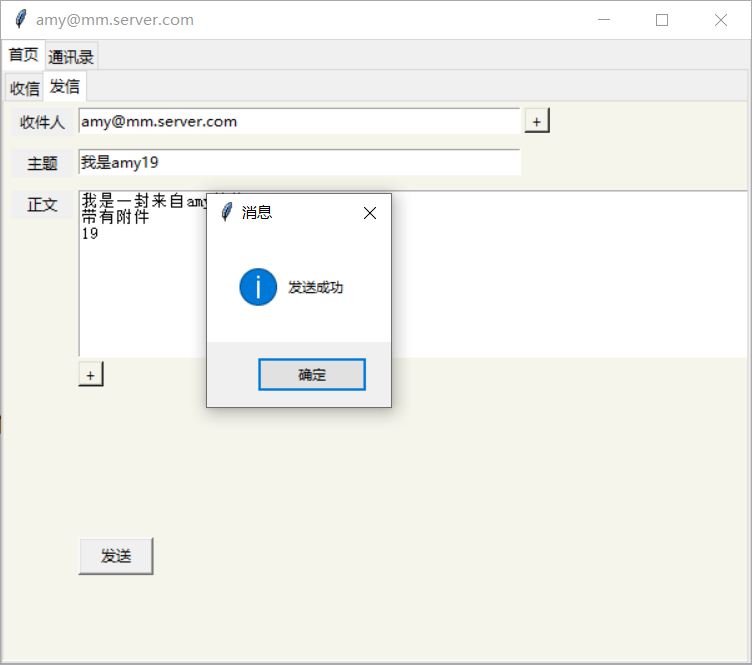 amy@mm.server.com
首页 通讯录
收信 发信
收件人 amy@mm.server.com +
主题 我是amy19
正文 我是一封来自amy
带有附件
19
消息
发送成功
确定
+
发送